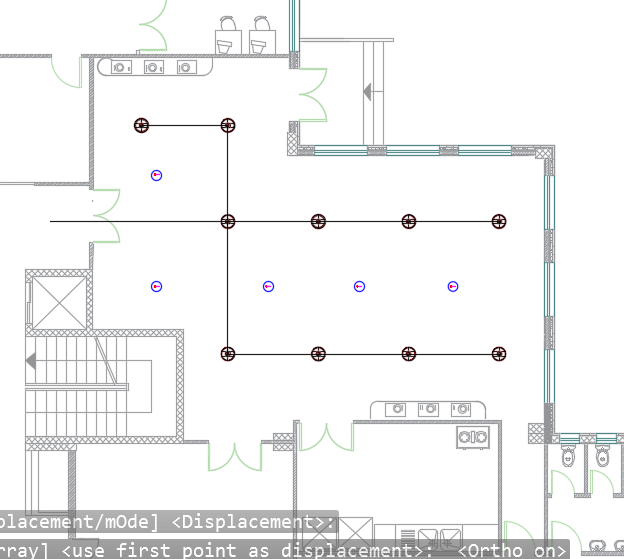 placement/mOde] <Displacement>:
rray] <use first point as displacement>:  <Ortho on>